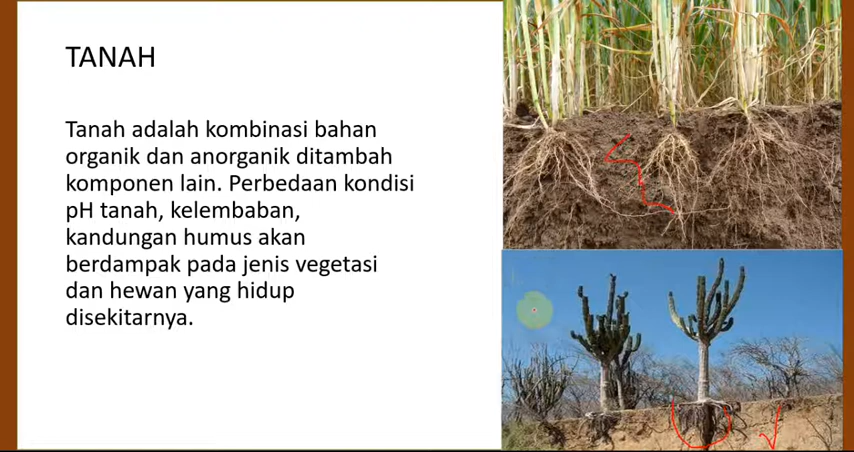 TANAH
Tanah adalah kombinasi bahan
organik dan anorganik ditambah
komponen lain. Perbedaan kondisi
pH tanah, kelembaban,
kandungan humus akan
berdampak pada jenis vegetasi
dan hewan yang hidup
disekitarnya.